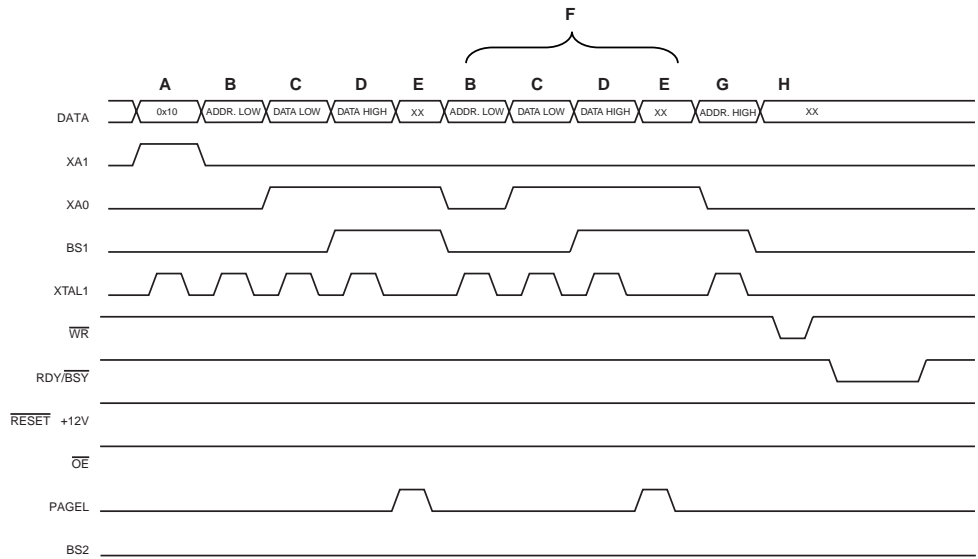 F
A B C D E B C D E G H
DATA 0x10 ADDR. LOW DATA LOW DATA HIGH XX ADDR. LOW DATA LOW DATA HIGH XX ADDR. HIGH XX
XA1
XA0
BS1
XTAL1
WR
RDY/BSY
RESET +12V
OE
PAGEL
BS2